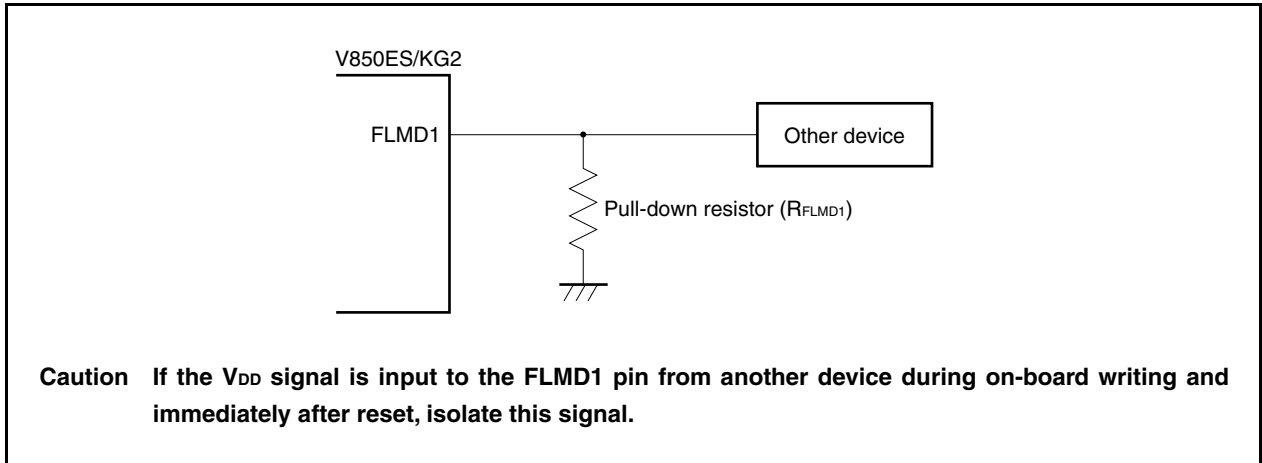 V850ES/KG2
FLMD1
Other device
Pull-down resistor (RFLMD1)
Caution If the VDD signal is input to the FLMD1 pin from another device during on-board writing and
immediately after reset, isolate this signal.